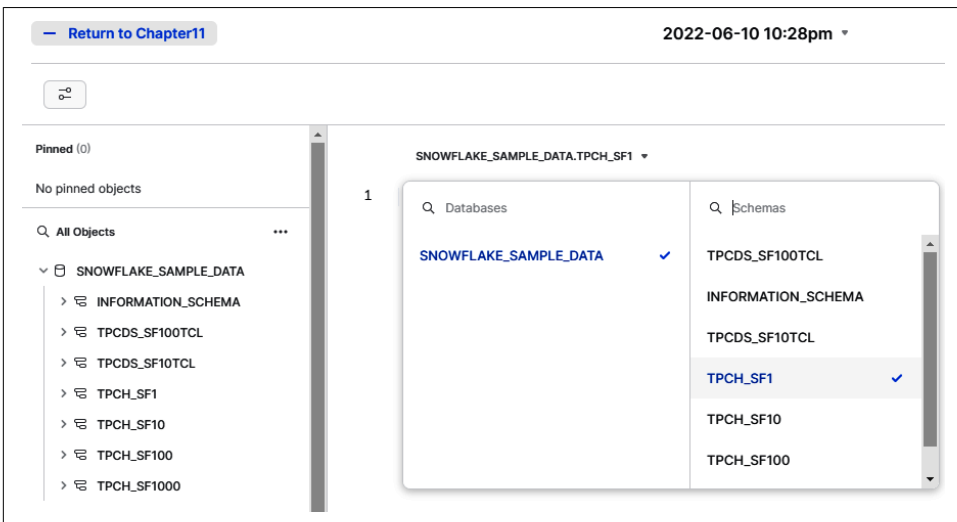 Return to Chapter11
2022-06-10 10:28pm
Pinned (0)
No pinned objects
All Objects
SNOWFLAKE_SAMPLE_DATA
INFORMATION_SCHEMA
TPCDS_SF100TCL
TPCDS_SF10TCL
TPCH_SF1
TPCH_SF10
TPCH_SF100
TPCH_SF1000
SNOWFLAKE_SAMPLE_DATA.TPCH_SF1
1
Databases
SNOWFLAKE_SAMPLE_DATA
Schemas
TPCDS_SF100TCL
INFORMATION_SCHEMA
TPCDS_SF10TCL
TPCH_SF1
TPCH_SF10
TPCH_SF100